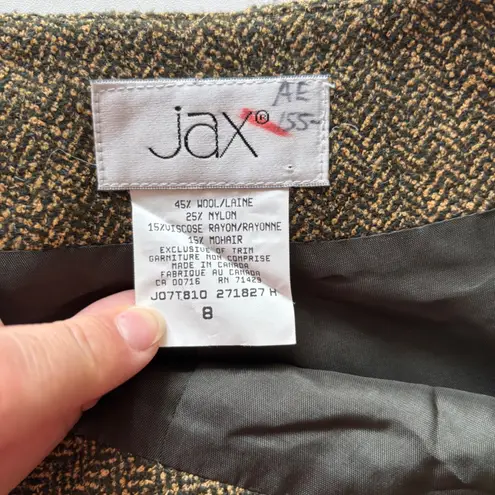 jax®
AE
155-
45% WOOL/LAINE
25% NYLON
15%VISCOSE RAYON/RAYONNE
15% MOHAIR
EXCLUSIVE OF TRIM
GARNITURE NON COMPRISE
MADE IN CANADA
FABRIQUE AU CANADA
CA 00716 RN 71429
J07T810 271827 H
8